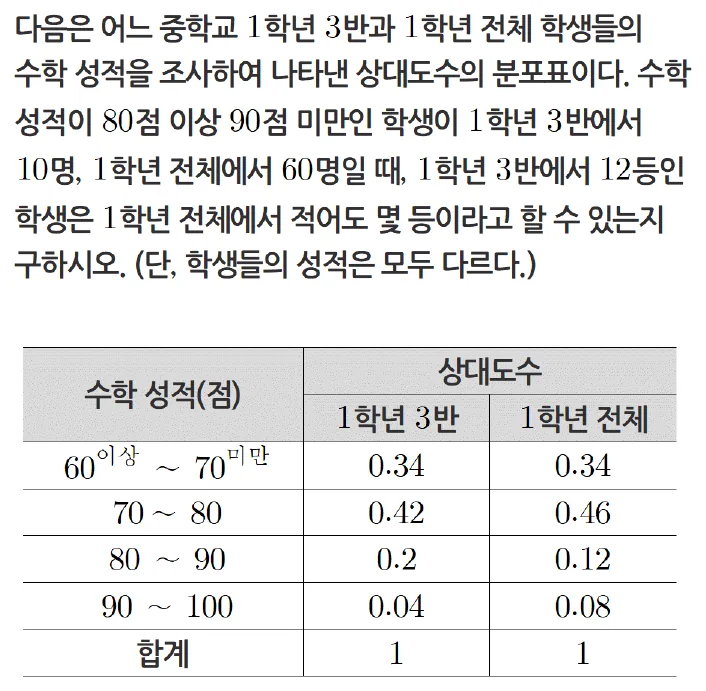 다음은 어느 중학교 1학년 3반과 1학년 전체 학생들의
수학 성적을 조사하여 나타낸 상대도수의 분포표이다. 수학
성적이 80점 이상 90점 미만인 학생이 1학년 3반에서
10명, 1학년 전체에서 60명일 때, 1학년 3반에서 12등인
학생은 1학년 전체에서 적어도 몇 등이라고 할 수 있는지
구하시오. (단, 학생들의 성적은 모두 다르다.)
수학 성적(점) 상대도수
1학년 3반 1학년 전체
60이상 ~ 70미만 0.34 0.34
70 ~ 80 0.42 0.46
80 ~ 90 0.2 0.12
90 ~ 100 0.04 0.08
합계 1 1